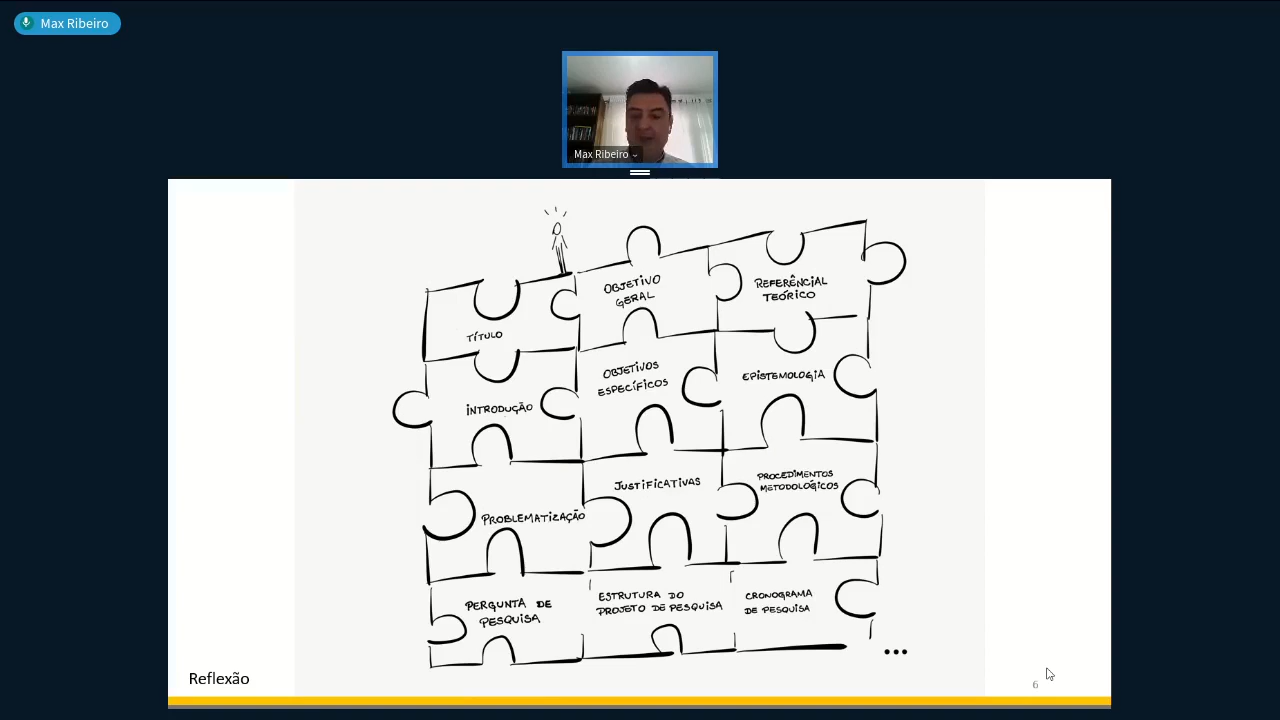 Max Ribeiro
Max Ribeiro
TÍTULO
OBJETIVO
GERAL
REFERÊNCIAL
TEÓRICO
INTRODUÇÃO
OBJETIVOS
ESPECÍFICOS
EPISTEMOLOGIA
PROBLEMATIZAÇÃO
JUSTIFICATIVAS
PROCEDIMENTOS
METODOLÓGICOS
PERGUNTA DE
PESQUISA
ESTRUTURA DO
PROJETO DE PESQUISA
CRONOGRAMA
DE PESQUISA
...
Reflexão
6